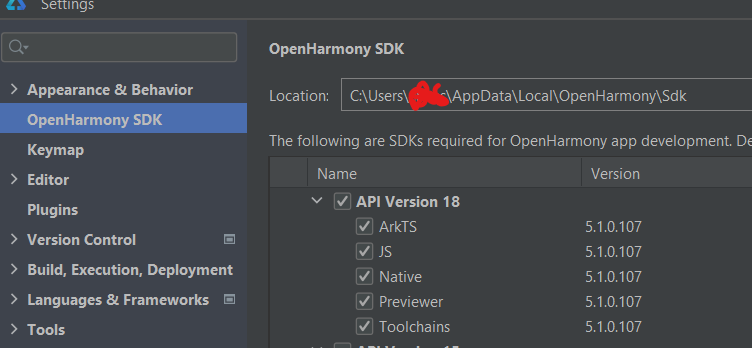 Settings
OpenHarmony SDK
Location: C:\Users\ \AppData\Local\OpenHarmony\Sdk
The following are SDKs required for OpenHarmony app development. De
Name Version
API Version 18
ArkTS 5.1.0.107
JS 5.1.0.107
Native 5.1.0.107
Previewer 5.1.0.107
Toolchains 5.1.0.107
Appearance & Behavior
OpenHarmony SDK
Keymap
Editor
Plugins
Version Control
Build, Execution, Deployment
Languages & Frameworks
Tools